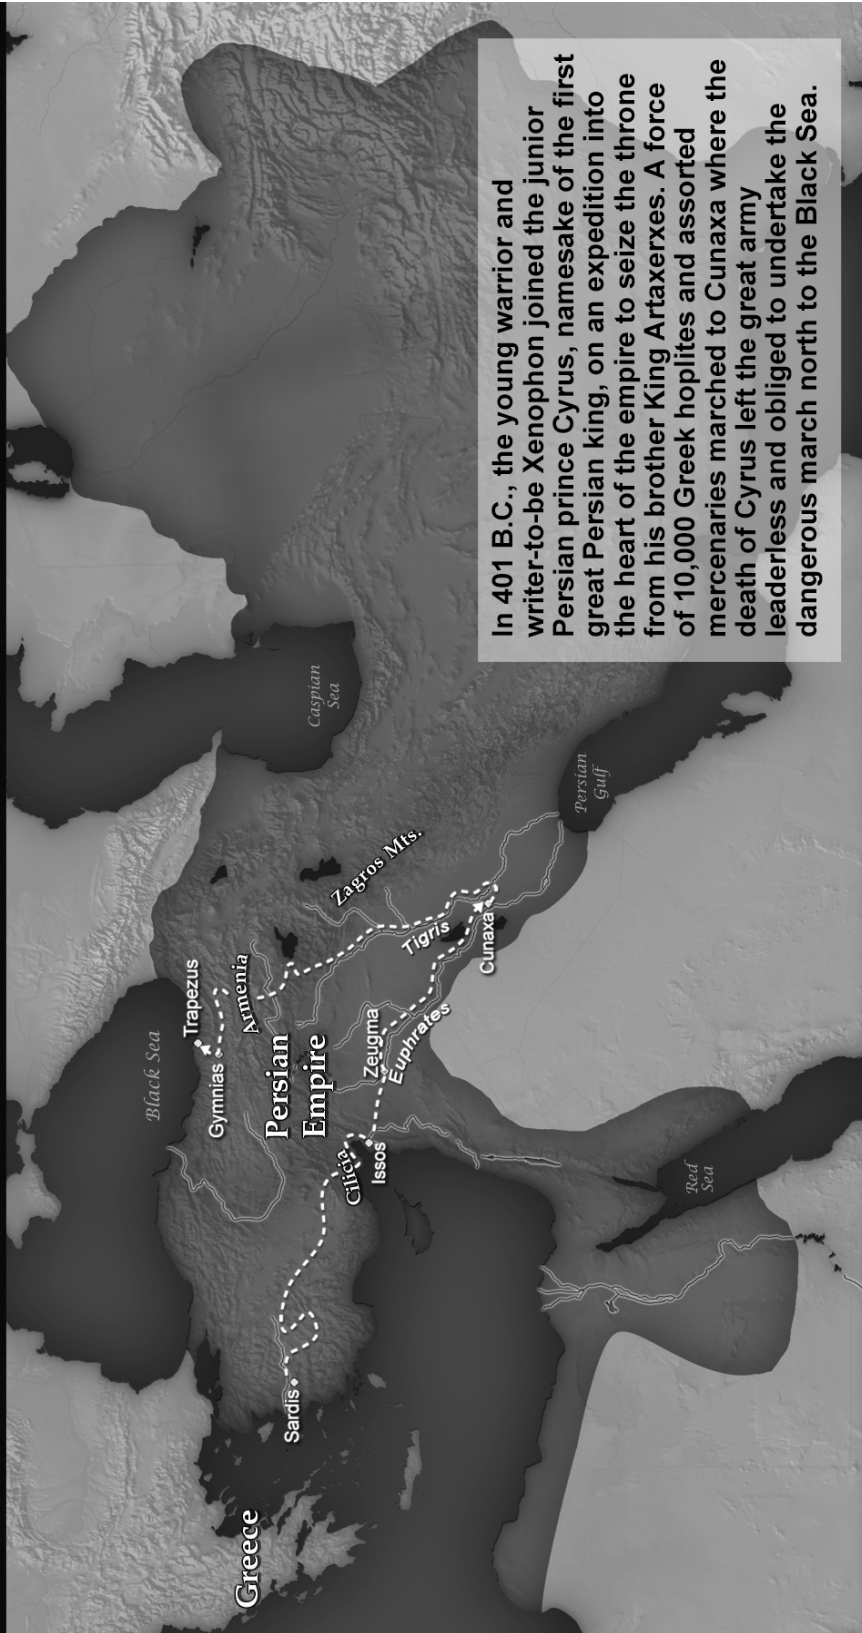 Greece
Sardis
Black Sea
Trapezus
Gymnias
Armenia
Persian
Empire
Cilicia
Issos
Zeugma
Euphrates
Tigris
Cunaxa
Zagros Mts.
Caspian
Sea
Persian
Gulf
Red
Sea
In 401 B.C., the young warrior and
writer-to-be Xenophon joined the junior
Persian prince Cyrus, namesake of the first
great Persian king, on an expedition into
the heart of the empire to seize the throne
from his brother King Artaxerxes. A force
of 10,000 Greek hoplites and assorted
mercenaries marched to Cunaxa where the
death of Cyrus left the great army
leaderless and obliged to undertake the
dangerous march north to the Black Sea.